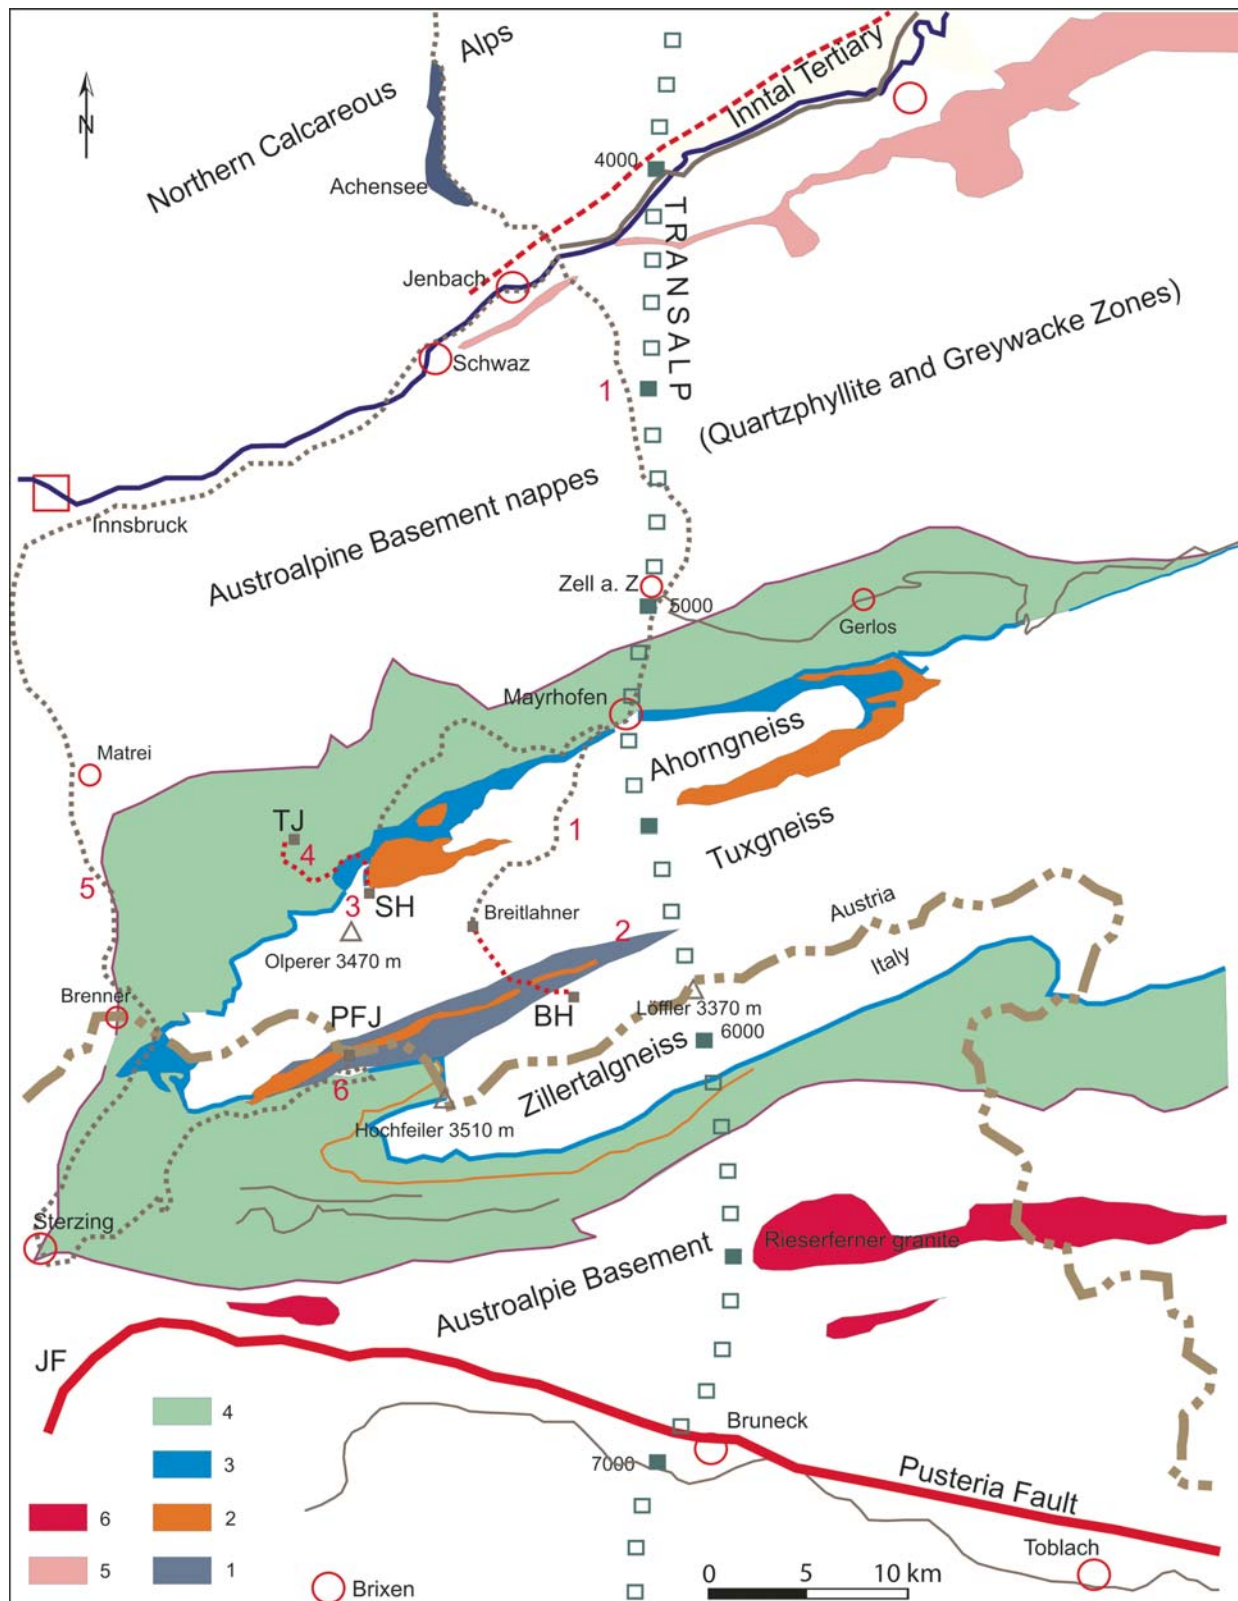 Alps
Northern Calcareous
N
Inntal Tertiary
4000
Achensee
TRANSALP
Jenbach
Schwaz
1
(Quartzphyllite and Greywacke Zones)
Innsbruck
Austroalpine Basement nappes
Zell a. Z
5000
Gerlos
Mayrhofen
Matrei
Ahorngneiss
TJ
4
1
Tuxgneiss
5
3
SH
Breitlahner
2
Austria
Olperer 3470 m
Italy
Brenner
PFJ
BH
Löffler 3370 m
6000
6
Zillertalgneiss
Hochfeiler 3510 m
Sterzing
Rieserferner granite
Austroalpie Basement
JF
4
Bruneck
3
7000
Pusteria Fault
6
2
5
1
Toblach
Brixen
0 5 10 km